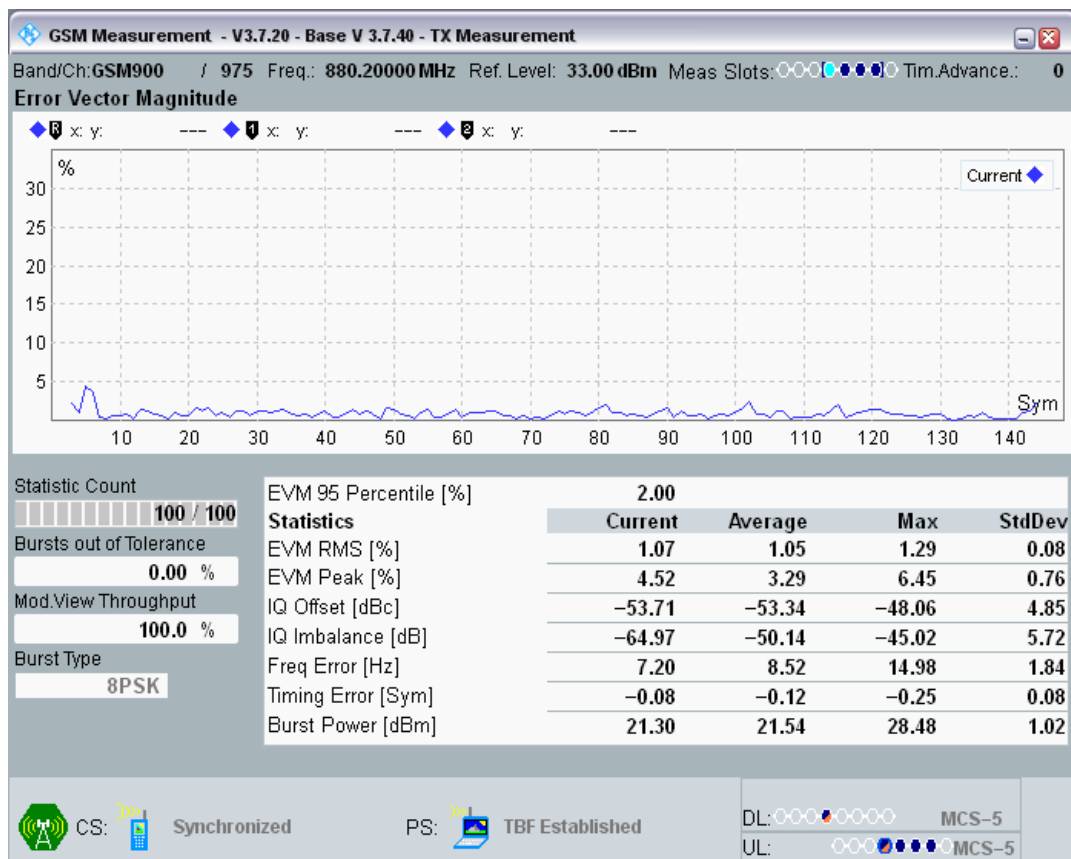 GSM Measurement - V3.7.20 - Base V 3.7.40 - TX Measurement
Band/Ch:GSM900 / 975 Freq.: 880.20000 MHz Ref. Level: 33.00 dBm Meas Slots: Tim.Advance.: 0
Error Vector Magnitude
R x: y: --- 1 x: y: --- 2 x: y: ---
%
Current
30
25
20
15
10
5
Sym
10 20 30 40 50 60 70 80 90 100 110 120 130 140
Statistic Count
100 / 100
Bursts out of Tolerance
0.00 %
Mod.View Throughput
100.0 %
Burst Type
8PSK
EVM 95 Percentile [%] 2.00
Statistics Current Average Max StdDev
EVM RMS [%] 1.07 1.05 1.29 0.08
EVM Peak [%] 4.52 3.29 6.45 0.76
IQ Offset [dBc] −53.71 −53.34 −48.06 4.85
IQ Imbalance [dB] −64.97 −50.14 −45.02 5.72
Freq Error [Hz] 7.20 8.52 14.98 1.84
Timing Error [Sym] −0.08 −0.12 −0.25 0.08
Burst Power [dBm] 21.30 21.54 28.48 1.02
CS: Synchronized PS: TBF Established
DL: MCS−5
UL: MCS−5